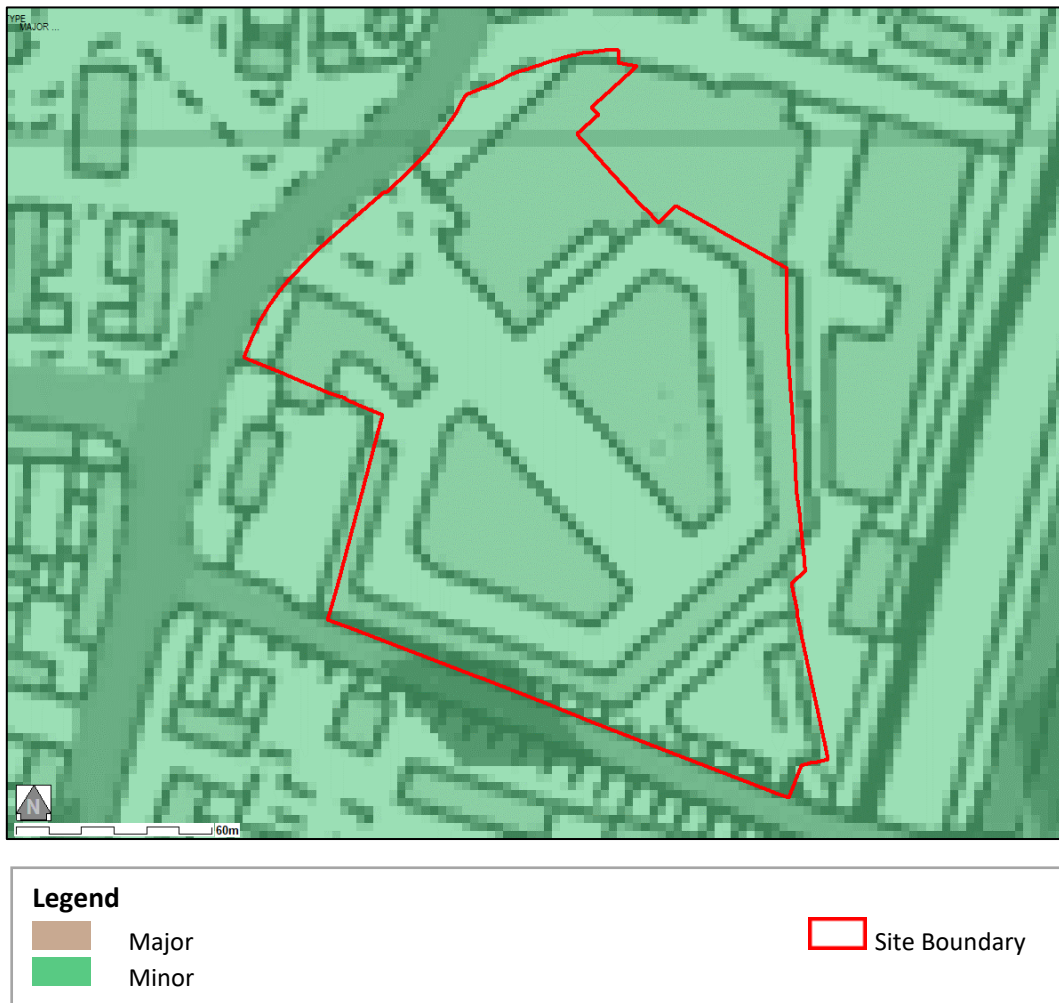 TYPE
MAJOR ...
N
60m
Legend
Major
Site Boundary
Minor